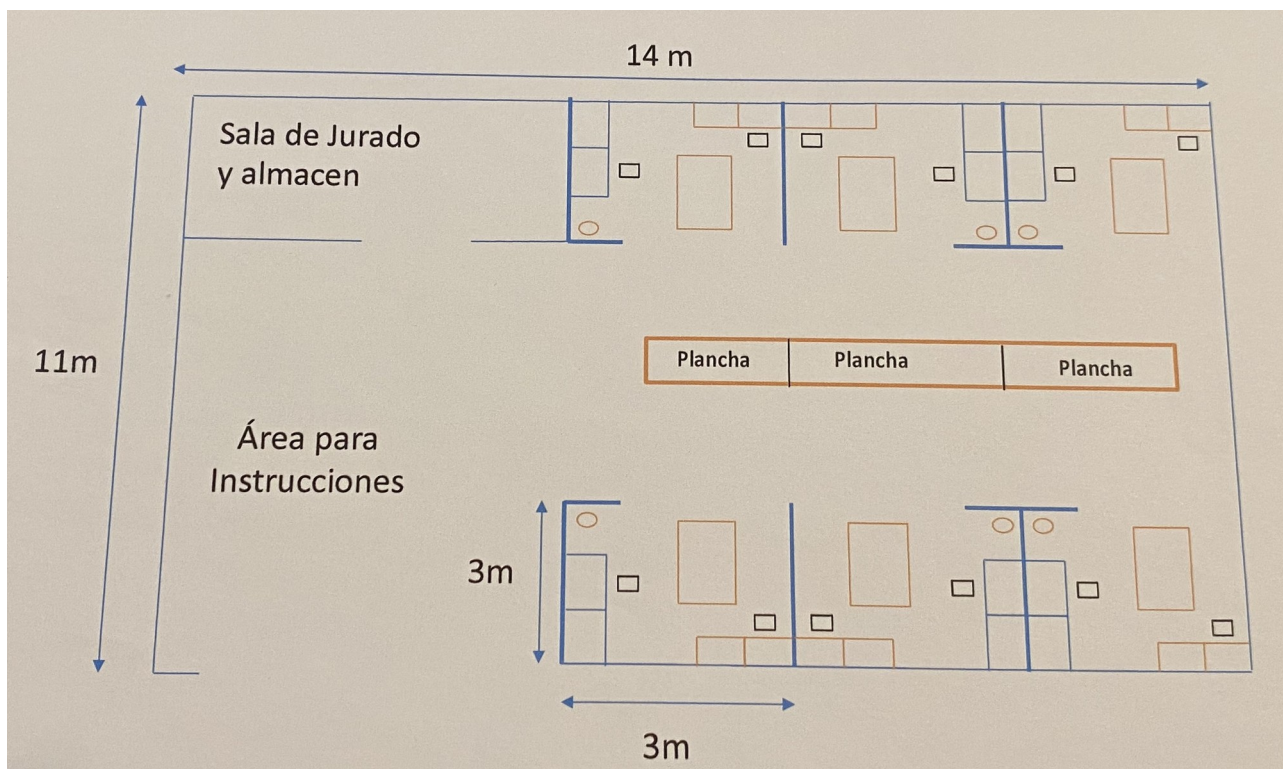 14 m
Sala de Jurado
y almacen
11m
Plancha
Plancha
Plancha
Área para
Instrucciones
3m
3m